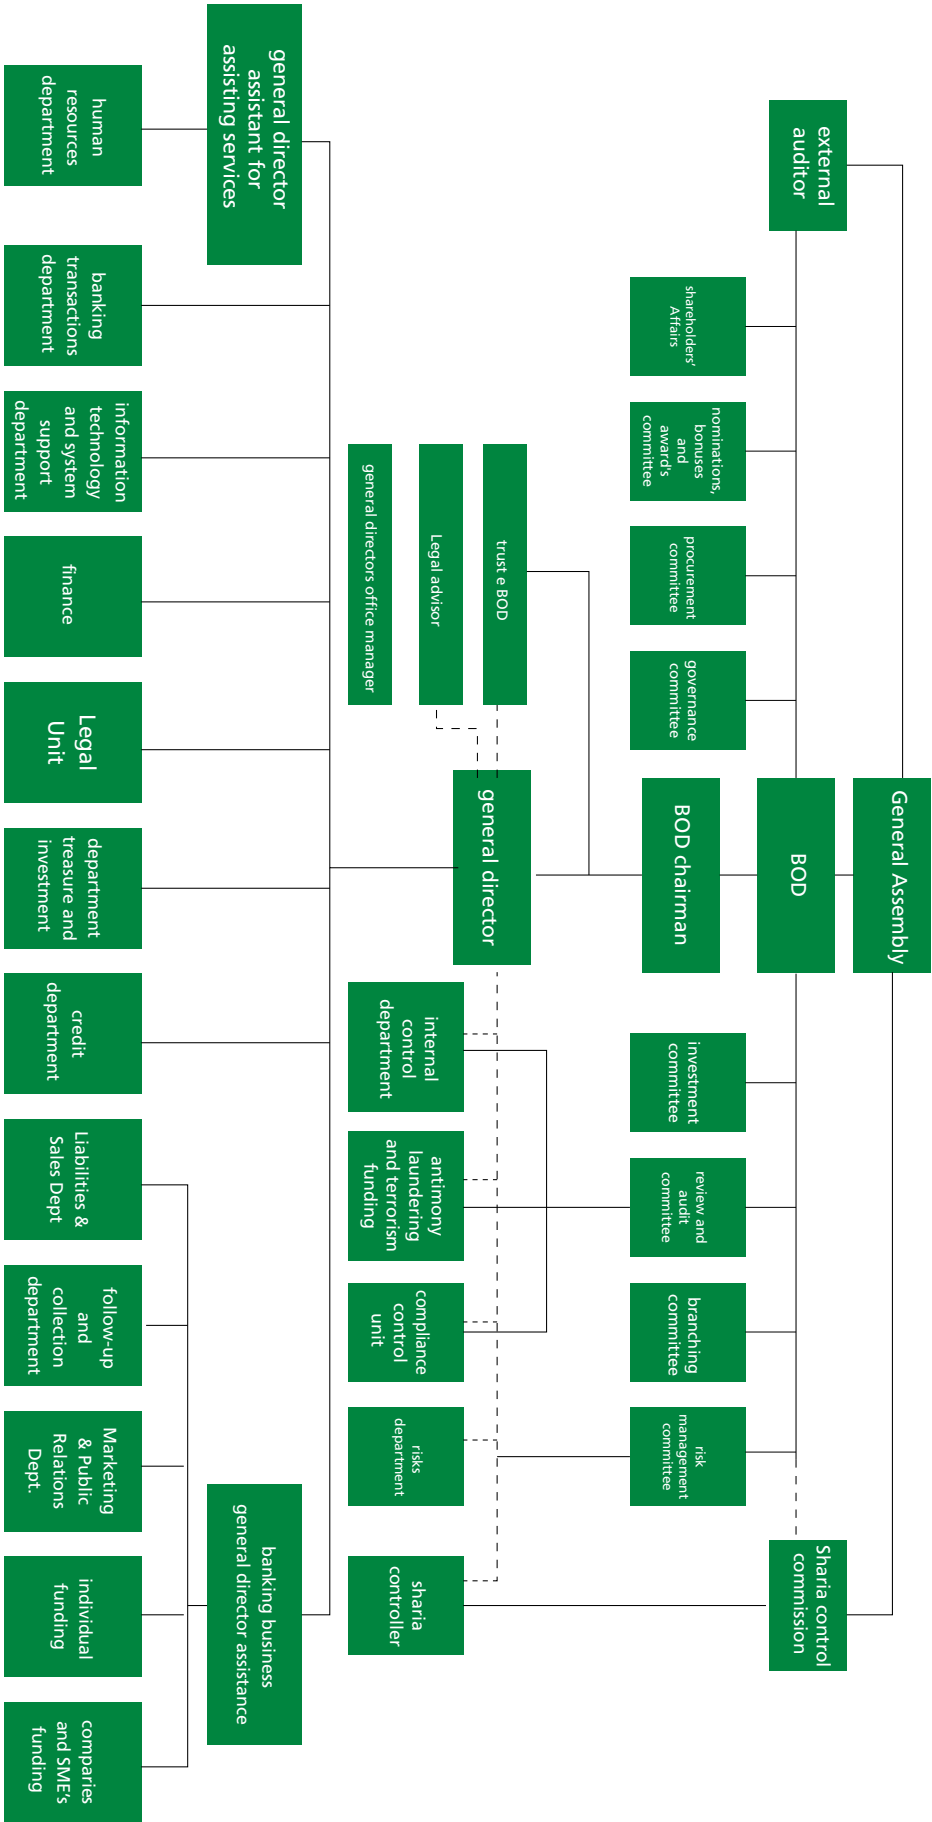 General Assembly
external
auditor
BOD
Sharia control
commission
BOD chairman
shareholders'
Affairs
nominations,
bonuses
and
award's
committee
procurement
committee
governance
committee
investment
committee
review and
audit
committee
branching
committee
risk
management
committee
trust e BOD
Legal advisor
general directors office manager
general director
internal
control
department
antimony
laundering
and terrorism
funding
compliance
control
unit
risks
department
sharia
controller
general director
assistant for
assisting services
banking business
general director assistance
human
resources
department
banking
transactions
department
information
technology
and system
support
department
finance
Legal
Unit
department
treasure and
investment
credit
department
Liabilities &
Sales Dept
follow-up
and
collection
department
Marketing
& Public
Relations
Dept.
individual
funding
comparies
and SME's
funding